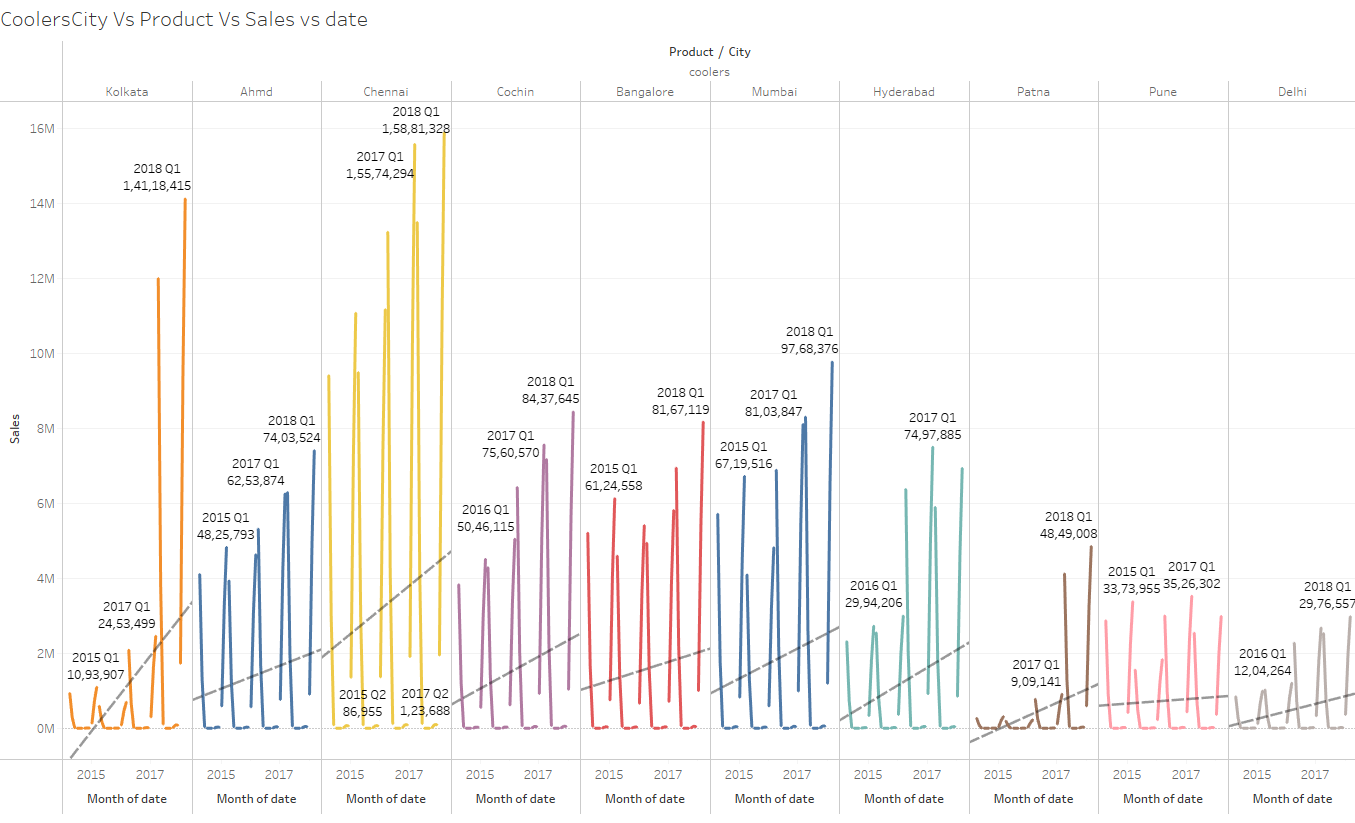 CoolersCity Vs Product Vs Sales vs date
Product / City
coolers
Kolkata Ahmd Chennai Cochin Bangalore Mumbai Hyderabad Patna Pune Delhi
Sales
16M
14M
12M
10M
8M
6M
4M
2M
0M
2018 Q1
1,41,18,415
2017 Q1
24,53,499
2015 Q1
10,93,907
2018 Q1
74,03,524
2017 Q1
62,53,874
2015 Q1
48,25,793
2018 Q1
1,58,81,328
2017 Q1
1,55,74,294
2015 Q2
86,955
2017 Q2
1,23,688
2018 Q1
84,37,645
2017 Q1
75,60,570
2016 Q1
50,46,115
2018 Q1
81,67,119
2015 Q1
61,24,558
2018 Q1
97,68,376
2017 Q1
81,03,847
2015 Q1
67,19,516
2017 Q1
74,97,885
2016 Q1
29,94,206
2018 Q1
48,49,008
2017 Q1
9,09,141
2015 Q1
33,73,955
2017 Q1
35,26,302
2018 Q1
29,76,557
2016 Q1
12,04,264
2015 2017 2015 2017 2015 2017 2015 2017 2015 2017 2015 2017 2015 2017 2015 2017 2015 2017 2015 2017
Month of date Month of date Month of date Month of date Month of date Month of date Month of date Month of date Month of date Month of date